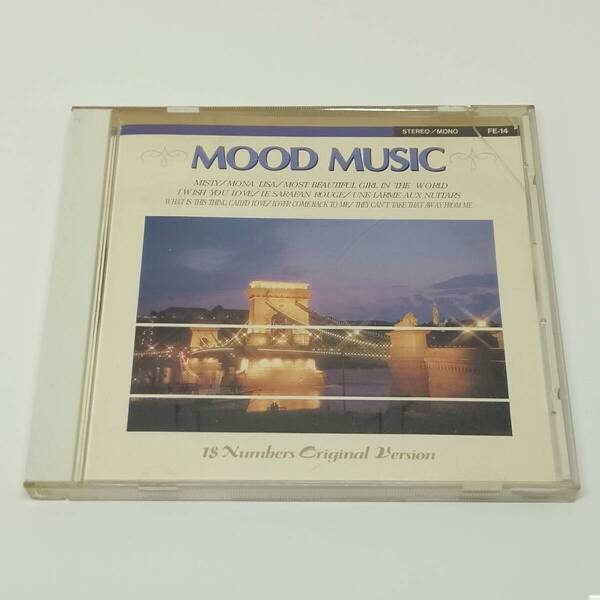 STEREO/MONO FE-14
MOOD MUSIC
MISTY/MONA LISA/MOST BEAUTIFUL GIRL IN THE WORLD
I WISH YOU LOVE/LE SARAFAN ROUGE/UNE LARME AUX NUITARS
WHAT IS THIS THING CALLED LOVE/LOVER COME BACK TO ME/THEY CAN'T TAKE THAT AWAY FROM ME
18 Numbers Original Version